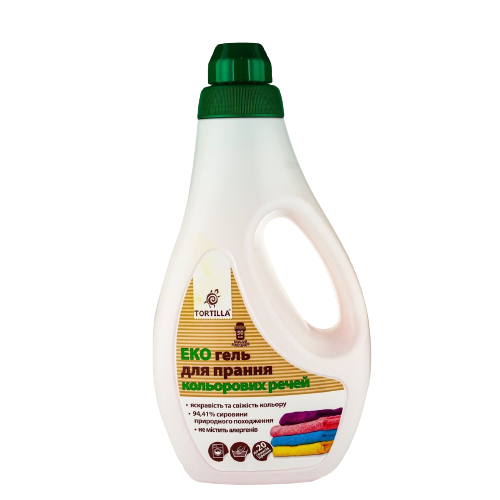 TORTILLA
ЕКО гель
для прання
кольорових речей
• яскравість та свіжість кольору
• 94,41% сировини
природного походження
• не містить алергенів
20